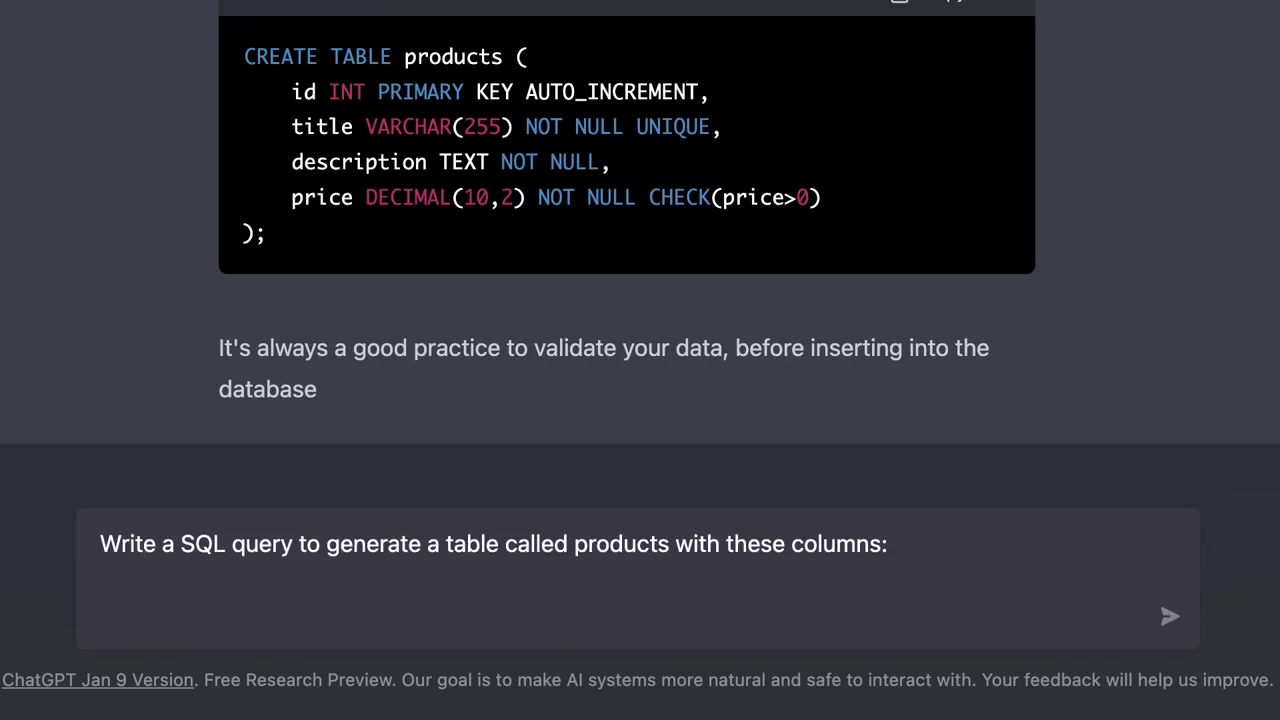 CREATE TABLE products (
id INT PRIMARY KEY AUTO_INCREMENT,
title VARCHAR(255) NOT NULL UNIQUE,
description TEXT NOT NULL,
price DECIMAL(10,2) NOT NULL CHECK(price>0)
);
It's always a good practice to validate your data, before inserting into the
database
Write a SQL query to generate a table called products with these columns:
ChatGPT Jan 9 Version. Free Research Preview. Our goal is to make AI systems more natural and safe to interact with. Your feedback will help us improve.